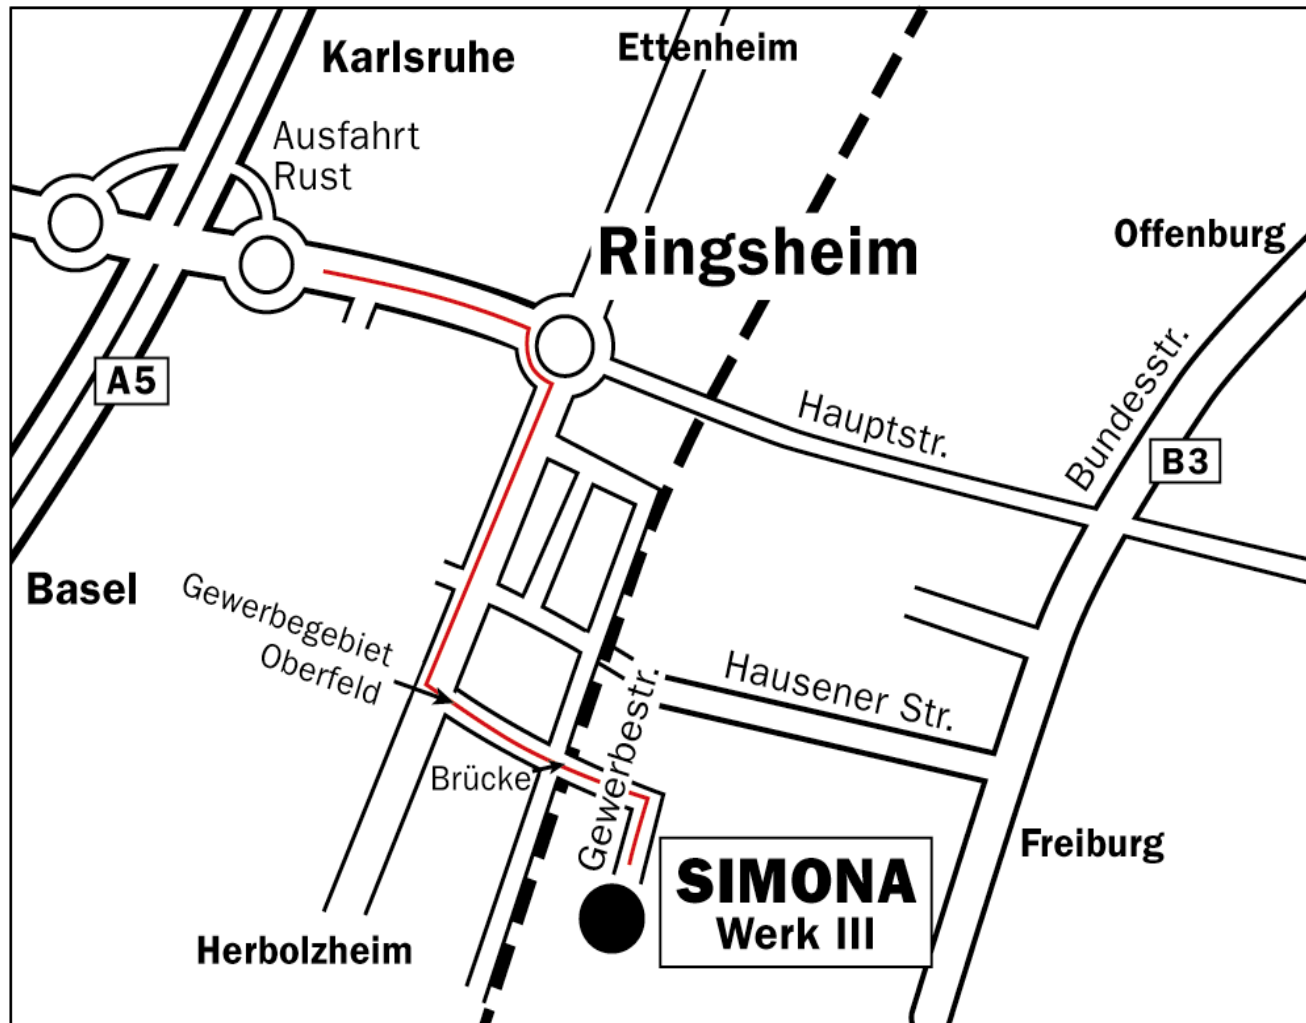 Karlsruhe
Ettenheim
Ausfahrt
Rust
Ringsheim
Offenburg
A5
Hauptstr.
Bundesstr.
B3
Basel
Gewerbegebiet
Oberfeld
Hausener Str.
Gewerbestr.
Brücke
Freiburg
SIMONA
Werk III
Herbolzheim